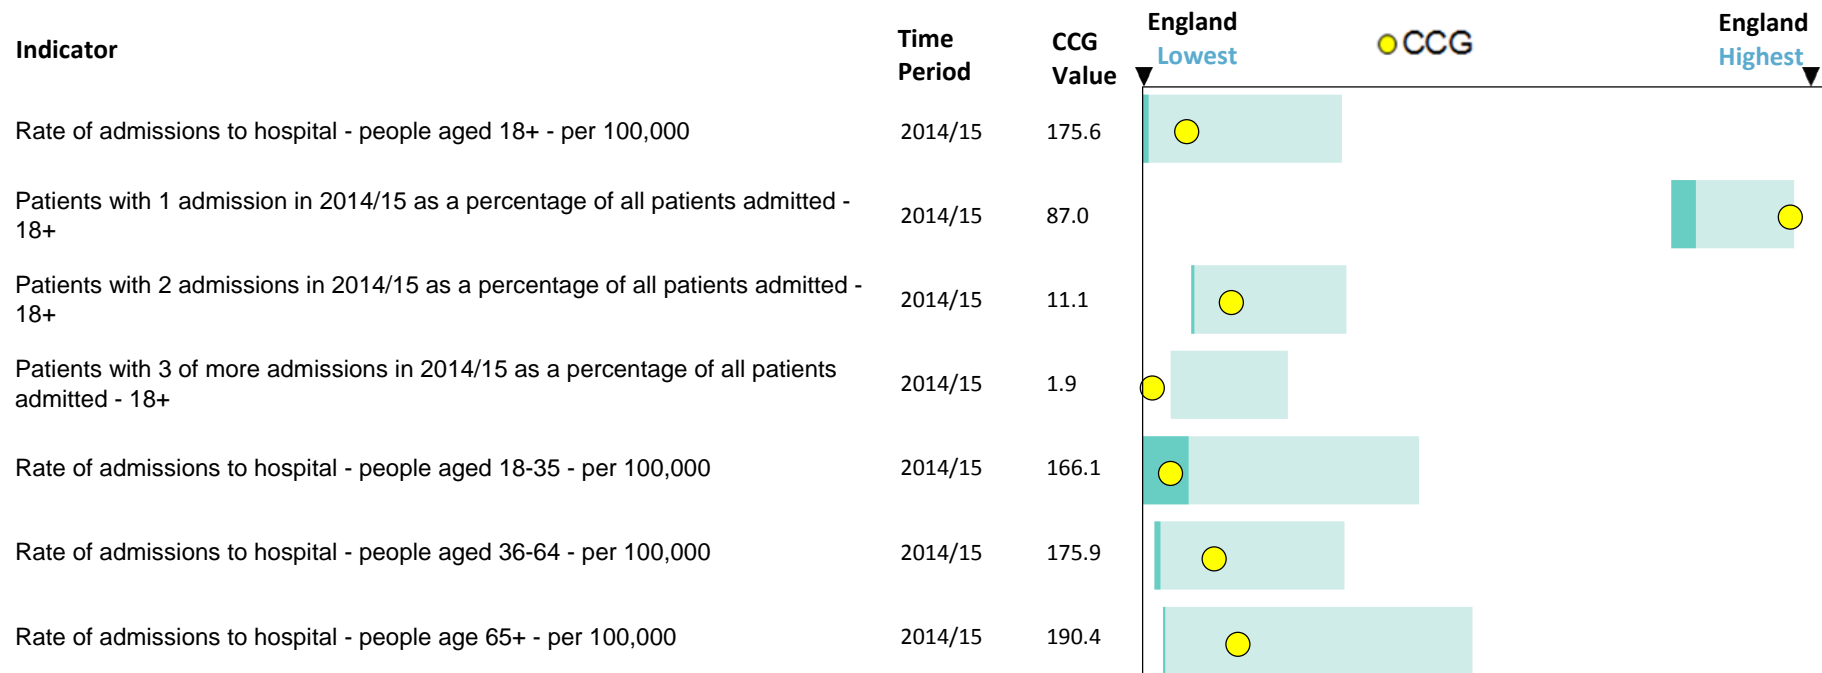 Indicator
Time Period
CCG Value
England Lowest
CCG
England Highest
Rate of admissions to hospital - people aged 18+ - per 100,000
2014/15
175.6
Patients with 1 admission in 2014/15 as a percentage of all patients admitted -
18+
2014/15
87.0
Patients with 2 admissions in 2014/15 as a percentage of all patients admitted -
18+
2014/15
11.1
Patients with 3 of more admissions in 2014/15 as a percentage of all patients
admitted - 18+
2014/15
1.9
Rate of admissions to hospital - people aged 18-35 - per 100,000
2014/15
166.1
Rate of admissions to hospital - people aged 36-64 - per 100,000
2014/15
175.9
Rate of admissions to hospital - people age 65+ - per 100,000
2014/15
190.4